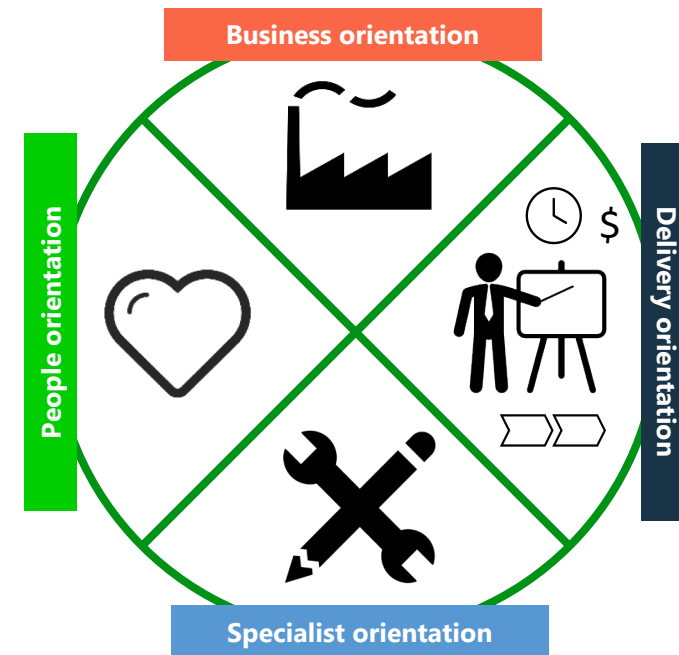 Business orientation
People orientation
$
Delivery orientation
Specialist orientation